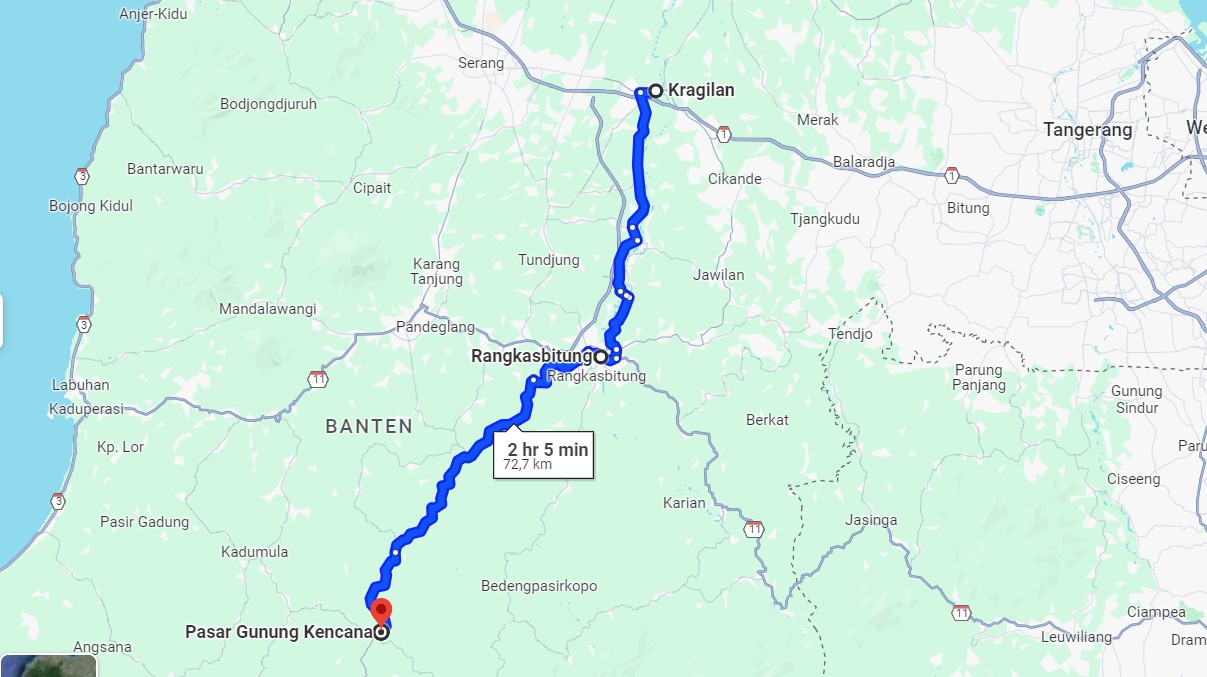 Anjer-Kidu
Serang
Kragilan
Bodjongdjuruh
Merak
Tangerang
We
1
Balaradja
Bantarwaru
3
Cipait
Cikande
1
Bojong Kidul
Bitung
Tjangkudu
Tundjung
Karang
Tanjung
Jawilan
Mandalawangi
3
Pandeglang
Tendjo
Rangkasbitung
Rangkasbitung
11
Parung
Panjang
Labuhan
Kaduperasi
Gunung
Sindur
BANTEN
Berkat
Kp. Lor
2 hr 5 min
72,7 km
Paru
Ciseeng
3
Karian
Pasir Gadung
11
Jasinga
Kadumula
Bedengpasirkopo
11
Ciampea
Pasar Gunung Kencana
Leuwiliang
Dram
Angsana